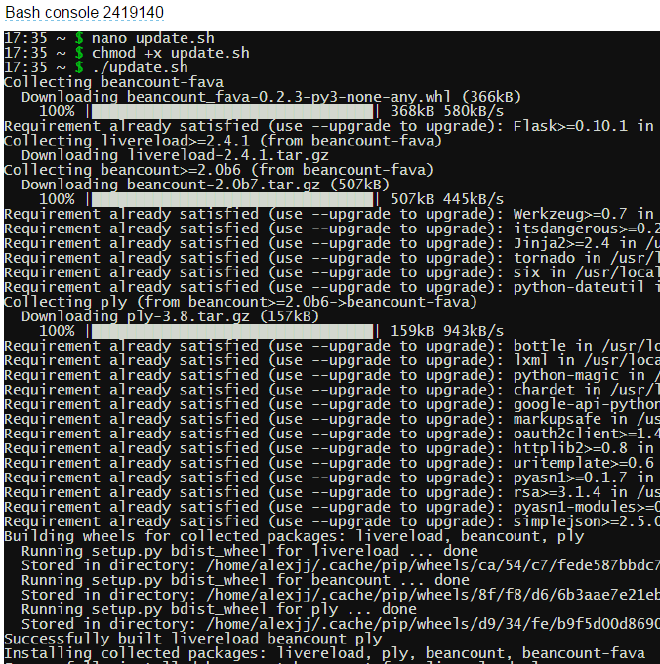 Bash console 2419140
17:35 ~ $ nano update.sh
17:35 ~ $ chmod +x update.sh
17:35 ~ $ ./update.sh
Collecting beancount-fava
Downloading beancount_fava-0.2.3-py3-none-any.whl (366kB)
100% || 368kB 580kB/s
Requirement already satisfied (use --upgrade to upgrade): Flask>=0.10.1 in
Collecting livereload>=2.4.1 (from beancount-fava)
Downloading livereload-2.4.1.tar.gz
Collecting beancount>=2.0b6 (from beancount-fava)
Downloading beancount-2.0b7.tar.gz (507kB)
100% || 507kB 445kB/s
Requirement already satisfied (use --upgrade to upgrade): Werkzeug>=0.7 in
Requirement already satisfied (use --upgrade to upgrade): itsdangerous>=0.2
Requirement already satisfied (use --upgrade to upgrade): Jinja2>=2.4 in /u
Requirement already satisfied (use --upgrade to upgrade): tornado in /usr/l
Requirement already satisfied (use --upgrade to upgrade): six in /usr/local
Requirement already satisfied (use --upgrade to upgrade): python-dateutil i
Collecting ply (from beancount>=2.0b6->beancount-fava)
Downloading ply-3.8.tar.gz (157kB)
100% || 159kB 943kB/s
Requirement already satisfied (use --upgrade to upgrade): bottle in /usr/lo
Requirement already satisfied (use --upgrade to upgrade): lxml in /usr/loca
Requirement already satisfied (use --upgrade to upgrade): python-magic in /
Requirement already satisfied (use --upgrade to upgrade): chardet in /usr/l
Requirement already satisfied (use --upgrade to upgrade): google-api-python
Requirement already satisfied (use --upgrade to upgrade): markupsafe in /us
Requirement already satisfied (use --upgrade to upgrade): oauth2client>=1.4
Requirement already satisfied (use --upgrade to upgrade): httplib2>=0.8 in
Requirement already satisfied (use --upgrade to upgrade): uritemplate>=0.6
Requirement already satisfied (use --upgrade to upgrade): pyasn1>=0.1.7 in
Requirement already satisfied (use --upgrade to upgrade): rsa>=3.1.4 in /us
Requirement already satisfied (use --upgrade to upgrade): pyasn1-modules>=0
Requirement already satisfied (use --upgrade to upgrade): simplejson>=2.5.0
Building wheels for collected packages: livereload, beancount, ply
Running setup.py bdist_wheel for livereload ... done
Stored in directory: /home/alexjj/.cache/pip/wheels/ca/54/c7/fede587bbdc7
Running setup.py bdist_wheel for beancount ... done
Stored in directory: /home/alexjj/.cache/pip/wheels/8f/f8/d6/6b3aae7e21eb
Running setup.py bdist_wheel for ply ... done
Stored in directory: /home/alexjj/.cache/pip/wheels/d9/34/fe/b9f5d00d8690
Successfully built livereload beancount ply
Installing collected packages: livereload, ply, beancount, beancount-fava